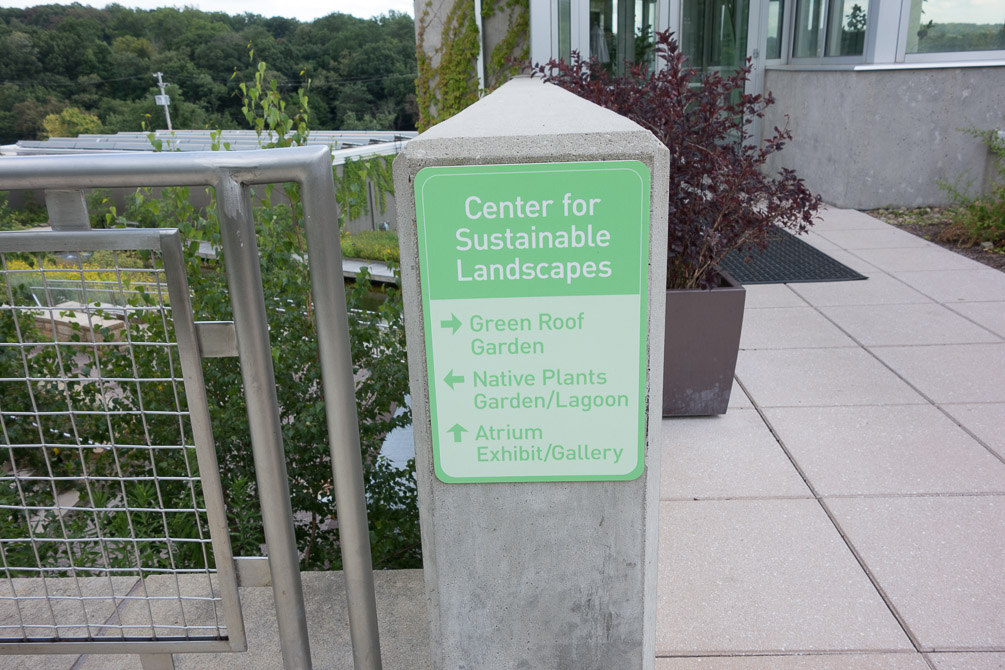 Center for
Sustainable
Landscapes
→ Green Roof
Garden
← Native Plants
Garden/Lagoon
↑ Atrium
Exhibit/Gallery